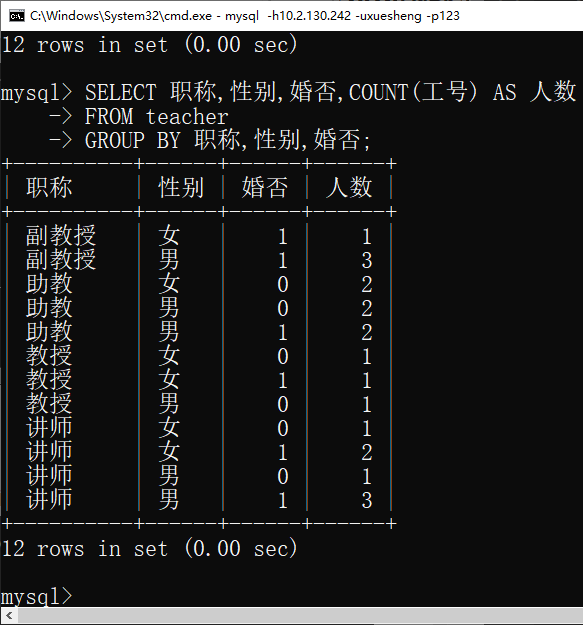 C:\Windows\System32\cmd.exe - mysql  -h10.2.130.242 -uxuesheng -p123
12 rows in set (0.00 sec)
mysql> SELECT 职称,性别,婚否,COUNT(工号) AS 人数
-> FROM teacher
-> GROUP BY 职称,性别,婚否;
+----------+------+------+------+
| 职称 | 性别 | 婚否 | 人数 |
+----------+------+------+------+
| 副教授 | 女 | 1 | 1 |
| 副教授 | 男 | 1 | 3 |
| 助教 | 女 | 0 | 2 |
| 助教 | 男 | 0 | 2 |
| 助教 | 男 | 1 | 2 |
| 教授 | 女 | 0 | 1 |
| 教授 | 女 | 1 | 1 |
| 教授 | 男 | 0 | 1 |
| 讲师 | 女 | 0 | 1 |
| 讲师 | 女 | 1 | 2 |
| 讲师 | 男 | 0 | 1 |
| 讲师 | 男 | 1 | 3 |
+----------+------+------+------+
12 rows in set (0.00 sec)
mysql>